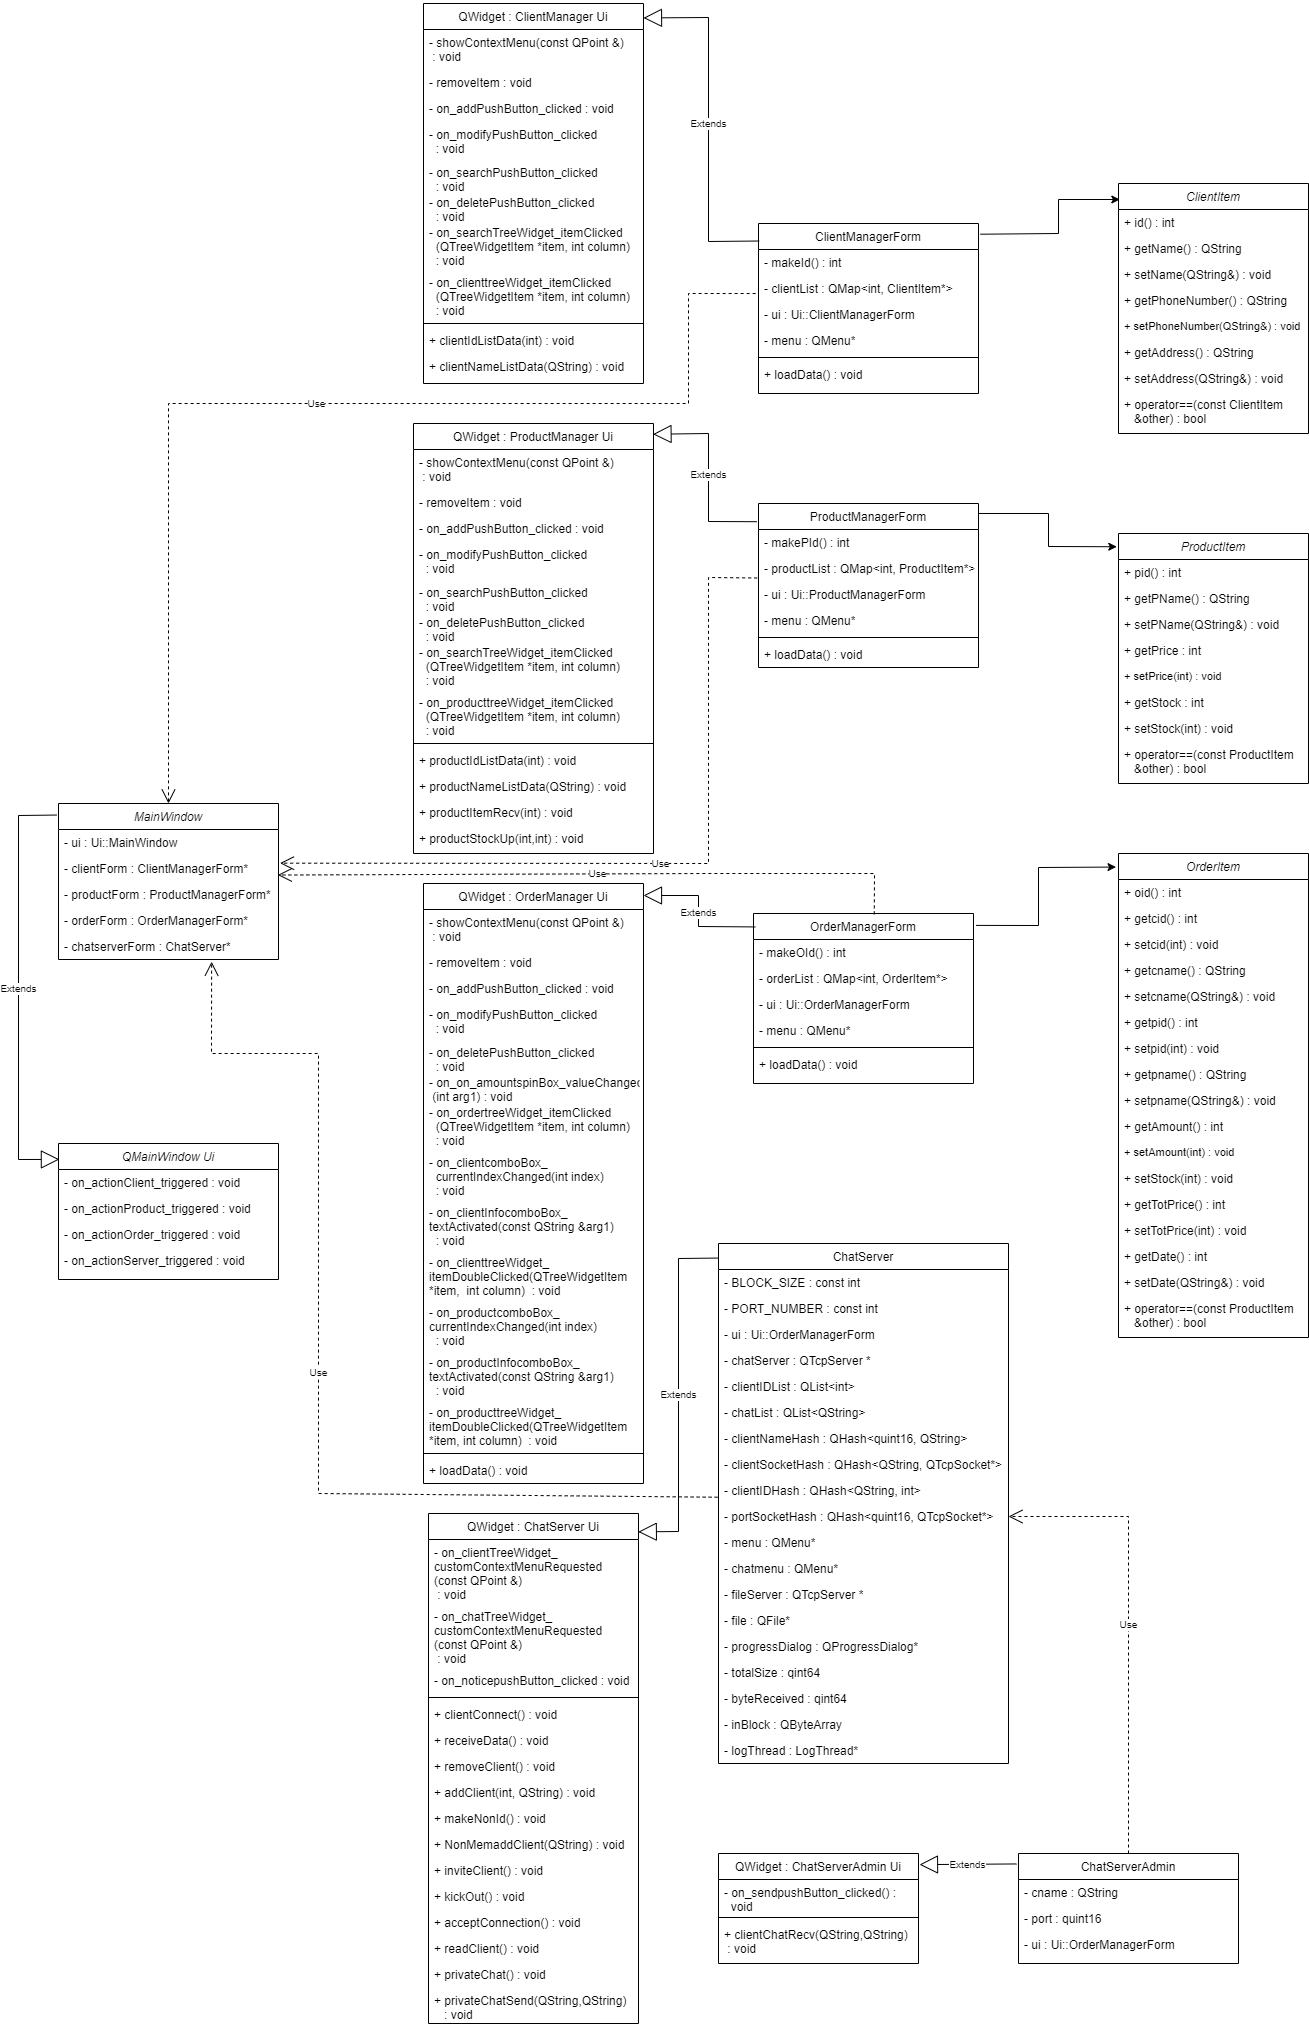 QWidget : ClientManager Ui
- showContextMenu(const QPoint &)
: void
- removeItem : void
- on_addPushButton_clicked : void
- on_modifyPushButton_clicked
: void
- on_searchPushButton_clicked
: void
- on_deletePushButton_clicked
: void
- on_searchTreeWidget_itemClicked
(QTreeWidgetItem *item, int column)
: void
- on_clienttreeWidget_itemClicked
(QTreeWidgetItem *item, int column)
: void
+ clientIdListData(int) : void
+ clientNameListData(QString) : void
Extends
ClientManagerForm
- makeId() : int
- clientList : QMap<int, ClientItem*>
- ui : Ui::ClientManagerForm
- menu : QMenu*
+ loadData() : void
ClientItem
+ id() : int
+ getName() : QString
+ setName(QString&) : void
+ getPhoneNumber() : QString
+ setPhoneNumber(QString&) : void
+ getAddress() : QString
+ setAddress(QString&) : void
+ operator==(const ClientItem
&other) : bool
Use
QWidget : ProductManager Ui
- showContextMenu(const QPoint &)
: void
- removeItem : void
- on_addPushButton_clicked : void
- on_modifyPushButton_clicked
: void
- on_searchPushButton_clicked
: void
- on_deletePushButton_clicked
: void
- on_searchTreeWidget_itemClicked
(QTreeWidgetItem *item, int column)
: void
- on_producttreeWidget_itemClicked
(QTreeWidgetItem *item, int column)
: void
+ productIdListData(int) : void
+ productNameListData(QString) : void
+ productItemRecv(int) : void
+ productStockUp(int,int) : void
Extends
ProductManagerForm
- makePId() : int
- productList : QMap<int, ProductItem*>
- ui : Ui::ProductManagerForm
- menu : QMenu*
+ loadData() : void
ProductItem
+ pid() : int
+ getPName() : QString
+ setPName(QString&) : void
+ getPrice : int
+ setPrice(int) : void
+ getStock : int
+ setStock(int) : void
+ operator==(const ProductItem
&other) : bool
MainWindow
- ui : Ui::MainWindow
- clientForm : ClientManagerForm*
- productForm : ProductManagerForm*
- orderForm : OrderManagerForm*
- chatserverForm : ChatServer*
Use
Use
Extends
QMainWindow Ui
- on_actionClient_triggered : void
- on_actionProduct_triggered : void
- on_actionOrder_triggered : void
- on_actionServer_triggered : void
QWidget : OrderManager Ui
- showContextMenu(const QPoint &)
: void
- removeItem : void
- on_addPushButton_clicked : void
- on_modifyPushButton_clicked
: void
- on_deletePushButton_clicked
: void
- on_on_amountspinBox_valueChanged
(int arg1) : void
- on_ordertreeWidget_itemClicked
(QTreeWidgetItem *item, int column)
: void
- on_clientcomboBox_
currentIndexChanged(int index)
: void
- on_clientInfocomboBox_
textActivated(const QString &arg1)
: void
- on_clienttreeWidget_
itemDoubleClicked(QTreeWidgetItem
*item, int column) : void
- on_productcomboBox_
currentIndexChanged(int index)
: void
- on_productInfocomboBox_
textActivated(const QString &arg1)
: void
- on_producttreeWidget_
itemDoubleClicked(QTreeWidgetItem
*item, int column) : void
+ loadData() : void
Extends
OrderManagerForm
- makeOId() : int
- orderList : QMap<int, OrderItem*>
- ui : Ui::OrderManagerForm
- menu : QMenu*
+ loadData() : void
OrderItem
+ oid() : int
+ getcid() : int
+ setcid(int) : void
+ getcname() : QString
+ setcname(QString&) : void
+ getpid() : int
+ setpid(int) : void
+ getpname() : QString
+ setpname(QString&) : void
+ getAmount() : int
+ setAmount(int) : void
+ setStock(int) : void
+ getTotPrice() : int
+ setTotPrice(int) : void
+ getDate() : int
+ setDate(QString&) : void
+ operator==(const ProductItem
&other) : bool
Use
Extends
ChatServer
- BLOCK_SIZE : const int
- PORT_NUMBER : const int
- ui : Ui::OrderManagerForm
- chatServer : QTcpServer *
- clientIDList : QList<int>
- chatList : QList<QString>
- clientNameHash : QHash<quint16, QString>
- clientSocketHash : QHash<QString, QTcpSocket*>
- clientIDHash : QHash<QString, int>
- portSocketHash : QHash<quint16, QTcpSocket*>
- menu : QMenu*
- chatmenu : QMenu*
- fileServer : QTcpServer *
- file : QFile*
- progressDialog : QProgressDialog*
- totalSize : qint64
- byteReceived : qint64
- inBlock : QByteArray
- logThread : LogThread*
QWidget : ChatServer Ui
- on_clientTreeWidget_
customContextMenuRequested
(const QPoint &)
: void
- on_chatTreeWidget_
customContextMenuRequested
(const QPoint &)
: void
- on_noticepushButton_clicked : void
+ clientConnect() : void
+ receiveData() : void
+ removeClient() : void
+ addClient(int, QString) : void
+ makeNonId() : void
+ NonMemaddClient(QString) : void
+ inviteClient() : void
+ kickOut() : void
+ acceptConnection() : void
+ readClient() : void
+ privateChat() : void
+ privateChatSend(QString,QString)
: void
Use
QWidget : ChatServerAdmin Ui
- on_sendpushButton_clicked() :
void
+ clientChatRecv(QString,QString)
: void
Extends
ChatServerAdmin
- cname : QString
- port : quint16
- ui : Ui::OrderManagerForm